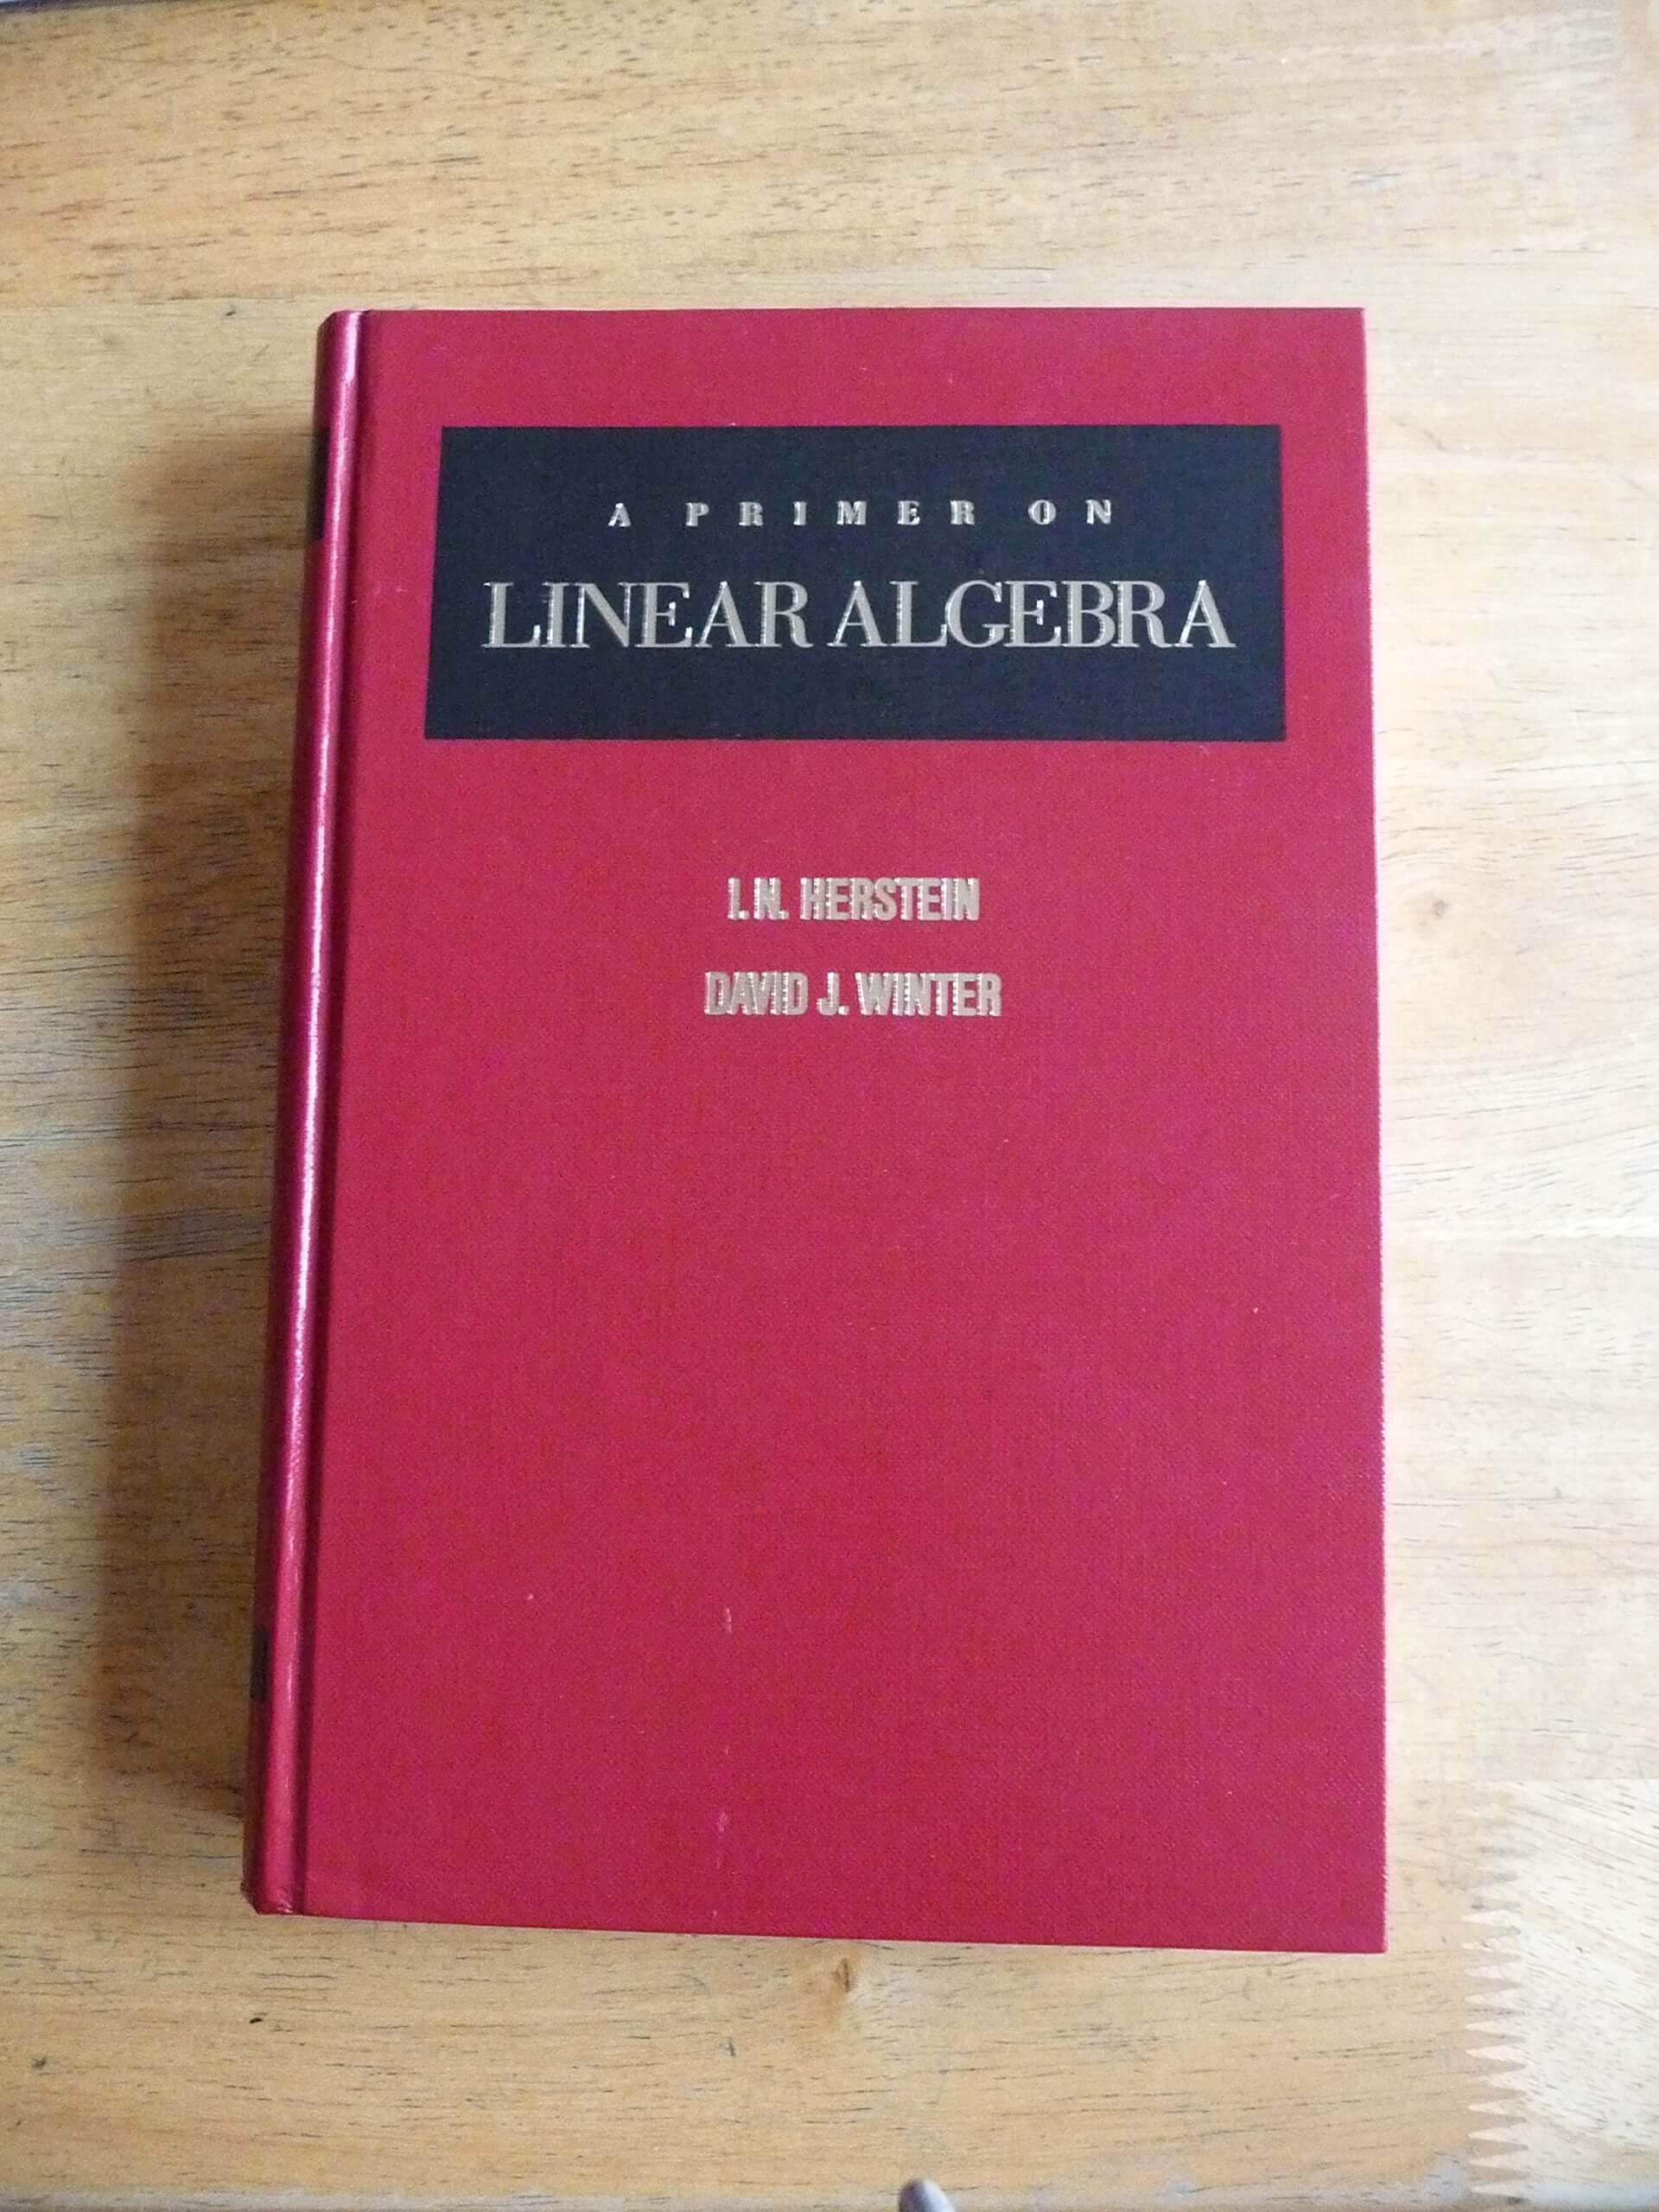 A PRIMER ON
LINEAR ALGEBRA
I. N. HERSTEIN
DAVID J. WINTER